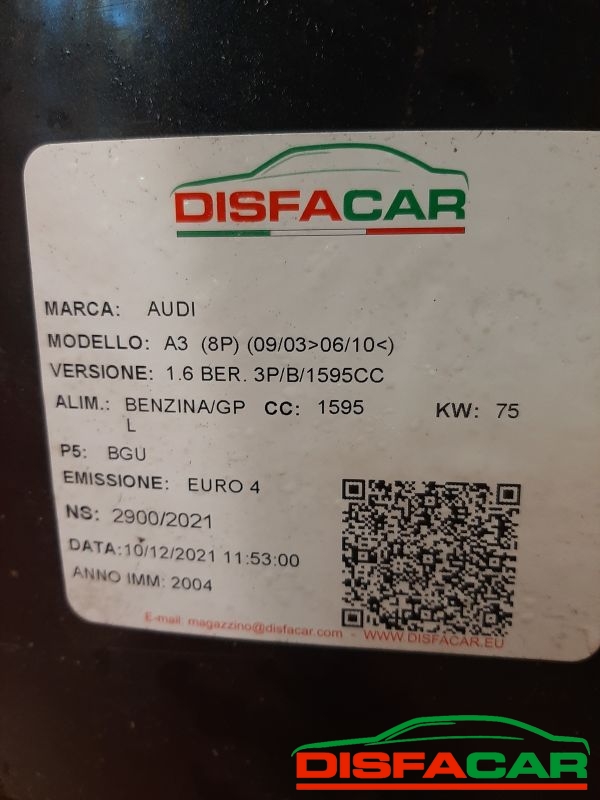 DISFACAR
MARCA: AUDI
MODELLO: A3 (8P) (09/03>06/10<)
VERSIONE: 1.6 BER. 3P/B/1595CC
ALIM.: BENZINA/GP CC: 1595 KW: 75
L
P5: BGU
EMISSIONE: EURO 4
NS: 2900/2021
DATA:10/12/2021 11:53:00
ANNO IMM: 2004
E-mail: magazzino@disfacar.com - WWW.DISFACAR.EU
DISFACAR